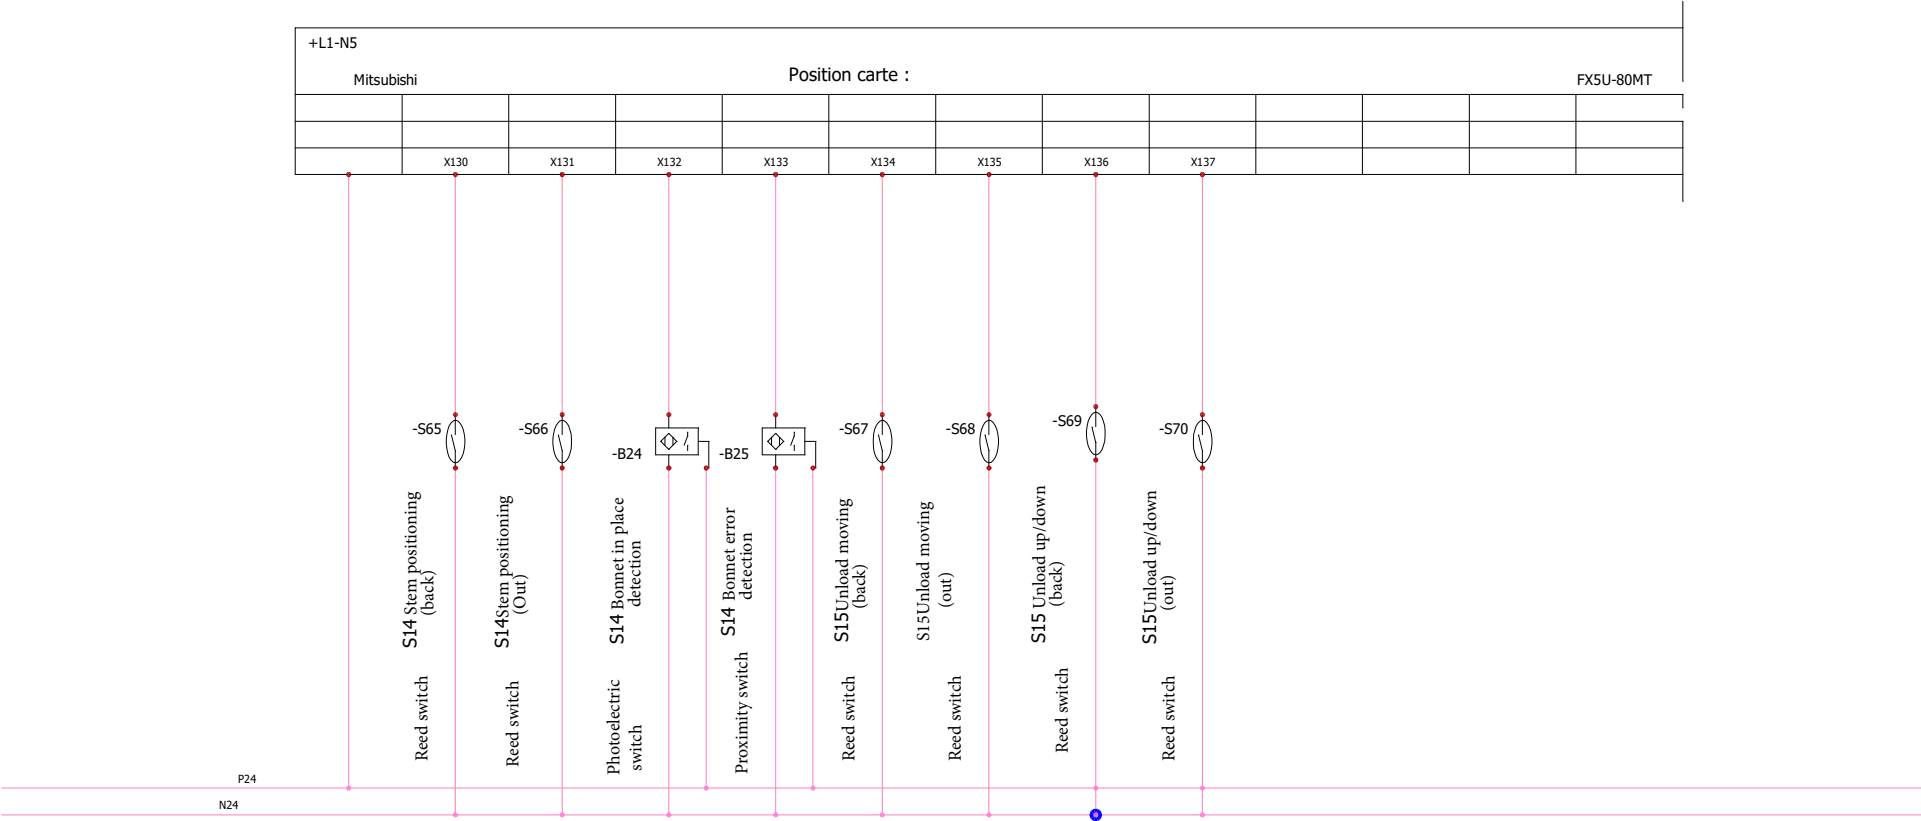 +L1-N5
Mitsubishi
Position carte :
FX5U-80MT
X130
X131
X132
X133
X134
X135
X136
X137
-S65
-S66
-B24
-B25
-S67
-S68
-S69
-S70
S14 Stem positioning
(back)
S14Stem positioning
(Out)
S14 Bonnet in place
detection
S14 Bonnet error
detection
S15Unload moving
(back)
S15Unload moving
(out)
S15 Unload up/down
(back)
S15Unload up/down
(out)
Reed switch
Reed switch
Photoelectric
switch
Proximity switch
Reed switch
Reed switch
Reed switch
Reed switch
P24
N24